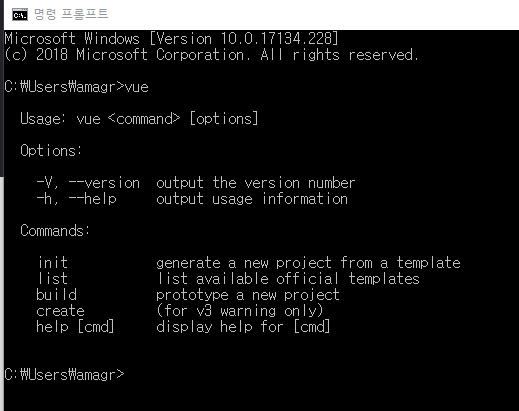 명령 프롬프트
Microsoft Windows [Version 10.0.17134.228]
(c) 2018 Microsoft Corporation. All rights reserved.
C:₩Users₩amagr>vue
Usage: vue <command> [options]
Options:
-V, --version output the version number
-h, --help output usage information
Commands:
init generate a new project from a template
list list available official templates
build prototype a new project
create (for v3 warning only)
help [cmd] display help for [cmd]
C:₩Users₩amagr>